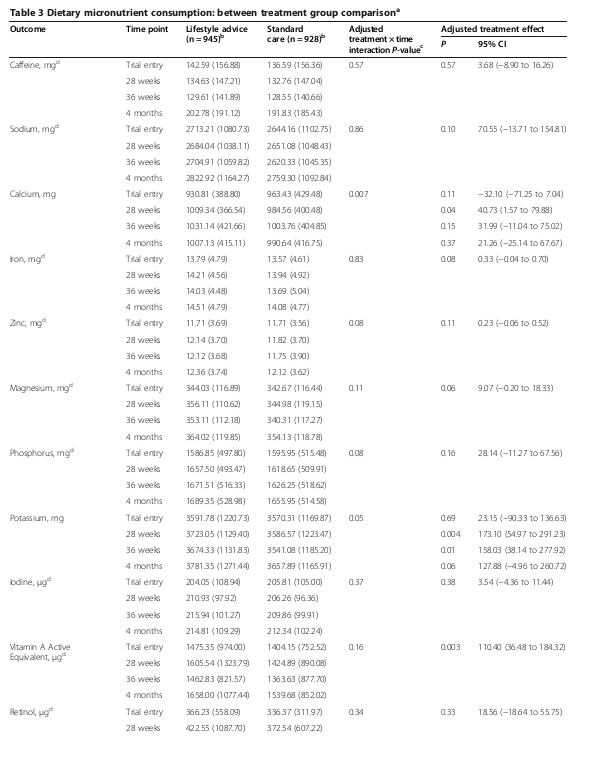 Table 3 Dietary micronutrient consumption: between treatment group comparisonᵃ
Outcome Time point Lifestyle advice (n = 945)ᵇ Standard care (n = 928)ᵇ Adjusted treatment × time interaction P-valueᶜ Adjusted treatment effect
P 95% CI
Caffeine, mgᵈ Trial entry 142.59 (156.88) 136.59 (156.36) 0.57 0.57 3.68 (−8.90 to 16.26)
28 weeks 134.63 (147.21) 132.76 (147.04)
36 weeks 129.61 (141.89) 128.55 (140.66)
4 months 202.78 (191.12) 191.83 (185.43)
Sodium, mgᵈ Trial entry 2713.21 (1080.73) 2644.16 (1102.75) 0.86 0.10 70.55 (−13.71 to 154.81)
28 weeks 2684.04 (1038.11) 2651.08 (1048.43)
36 weeks 2704.91 (1059.82) 2620.33 (1045.35)
4 months 2822.92 (1164.27) 2759.30 (1092.84)
Calcium, mg Trial entry 930.81 (388.80) 963.43 (429.48) 0.007 0.11 −32.10 (−71.25 to 7.04)
28 weeks 1009.34 (366.54) 984.56 (400.48) 0.04 40.73 (1.57 to 79.88)
36 weeks 1031.14 (421.66) 1003.76 (404.85) 0.15 31.99 (−11.04 to 75.02)
4 months 1007.13 (415.11) 990.64 (416.75) 0.37 21.26 (−25.14 to 67.67)
Iron, mgᵈ Trial entry 13.79 (4.79) 13.57 (4.61) 0.83 0.08 0.33 (−0.04 to 0.70)
28 weeks 14.21 (4.56) 13.94 (4.92)
36 weeks 14.03 (4.48) 13.69 (5.04)
4 months 14.51 (4.79) 14.08 (4.77)
Zinc, mgᵈ Trial entry 11.71 (3.69) 11.71 (3.56) 0.08 0.11 0.23 (−0.06 to 0.52)
28 weeks 12.14 (3.70) 11.82 (3.70)
36 weeks 12.12 (3.68) 11.75 (3.90)
4 months 12.36 (3.74) 12.12 (3.62)
Magnesium, mgᵈ Trial entry 344.03 (116.89) 342.67 (116.44) 0.11 0.06 9.07 (−0.20 to 18.33)
28 weeks 356.11 (110.62) 344.98 (119.15)
36 weeks 353.11 (112.18) 340.31 (117.27)
4 months 364.02 (119.85) 354.13 (118.78)
Phosphorus, mgᵈ Trial entry 1586.85 (497.80) 1595.95 (515.48) 0.08 0.16 28.14 (−11.27 to 67.56)
28 weeks 1657.50 (493.47) 1618.65 (509.91)
36 weeks 1671.51 (516.33) 1626.25 (518.62)
4 months 1689.35 (528.98) 1655.95 (514.58)
Potassium, mg Trial entry 3591.78 (1220.73) 3570.31 (1169.87) 0.05 0.69 23.15 (−90.33 to 136.63)
28 weeks 3723.05 (1129.40) 3586.57 (1223.47) 0.004 173.10 (54.97 to 291.23)
36 weeks 3674.33 (1131.83) 3541.08 (1185.20) 0.01 158.03 (38.14 to 277.92)
4 months 3781.35 (1271.44) 3657.89 (1165.91) 0.06 127.88 (−4.96 to 260.72)
Iodine, µgᵈ Trial entry 204.05 (108.94) 205.81 (105.00) 0.37 0.38 3.54 (−4.36 to 11.44)
28 weeks 210.93 (97.92) 206.26 (96.36)
36 weeks 215.94 (101.27) 209.86 (99.91)
4 months 214.81 (109.29) 212.34 (102.24)
Vitamin A Active Equivalent, µgᵈ Trial entry 1475.35 (974.00) 1404.15 (752.52) 0.16 0.003 110.40 (36.48 to 184.32)
28 weeks 1605.54 (1323.79) 1424.89 (890.08)
36 weeks 1462.83 (821.57) 1363.63 (877.70)
4 months 1658.00 (1077.44) 1539.68 (852.02)
Retinol, µgᵈ Trial entry 366.23 (558.09) 336.37 (311.97) 0.34 0.33 18.56 (−18.64 to 55.75)
28 weeks 422.55 (1087.70) 372.54 (607.22)